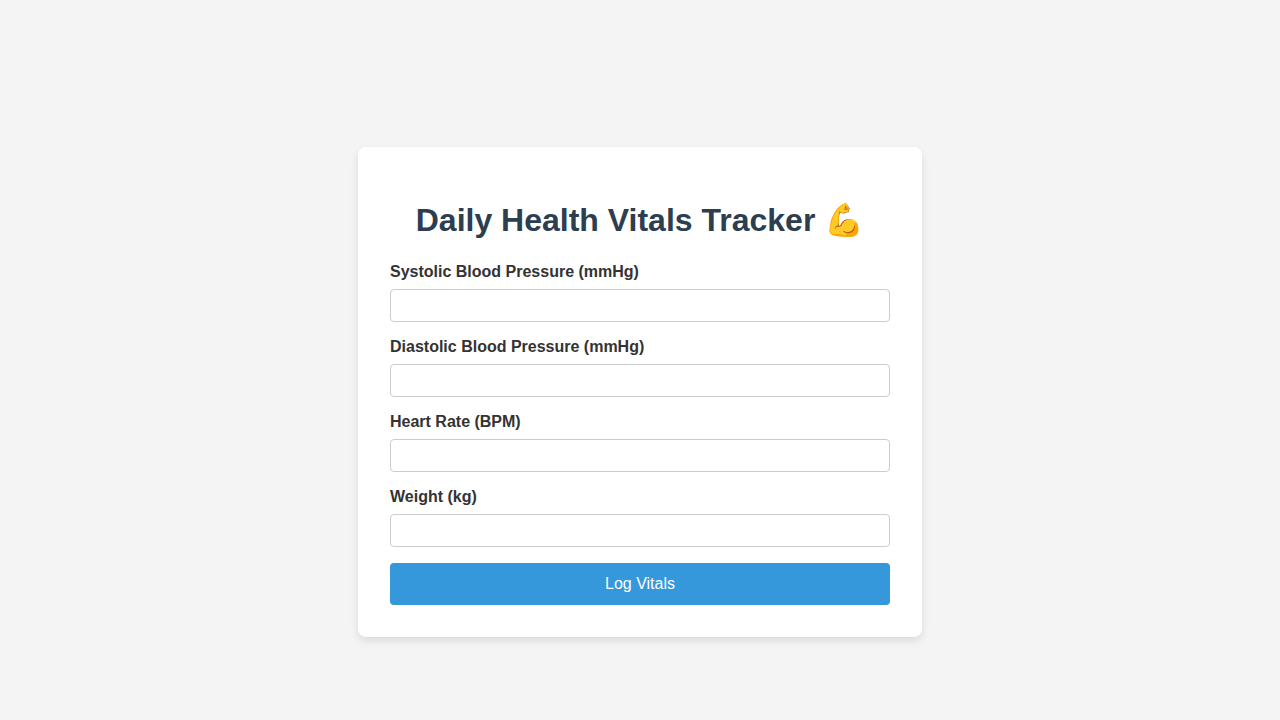 Daily Health Vitals Tracker 💪
Systolic Blood Pressure (mmHg)
Diastolic Blood Pressure (mmHg)
Heart Rate (BPM)
Weight (kg)
Log Vitals